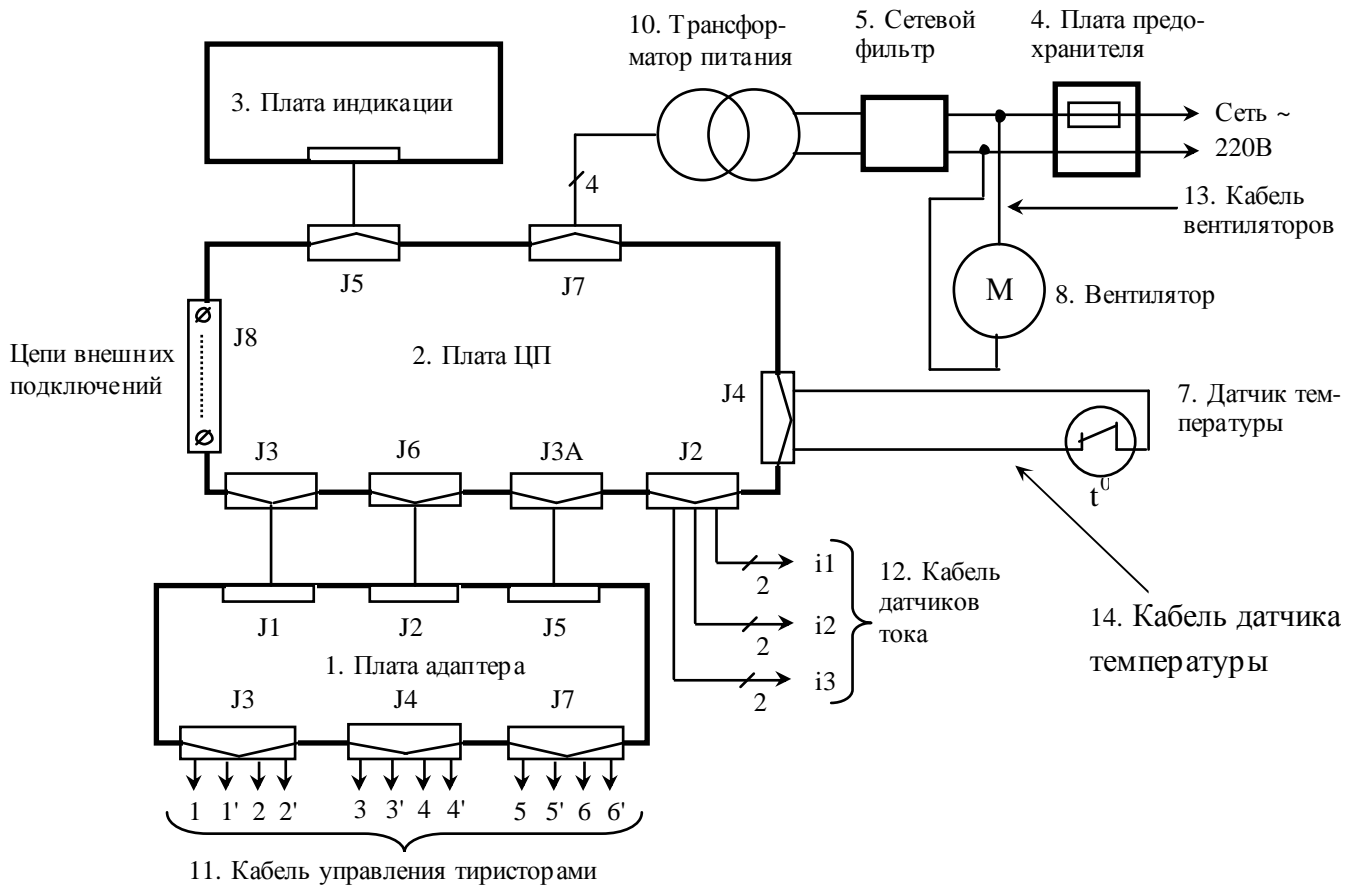 10. Трансфор-
матор питания
5. Сетевой
фильтр
4. Плата предо-
хранителя
3. Плата индикации
Сеть ~
220В
4
13. Кабель
вентиляторов
J5
J7
M
8. Вентилятор
J8
Цепи внешних
подключений
2. Плата ЦП
J4
7. Датчик тем-
пературы
J3
J6
J3A
J2
t⁰
i1
2
i2
2
i3
2
12. Кабель
датчиков
тока
14. Кабель датчика
температуры
J1
J2
J5
1. Плата адаптера
J3
J4
J7
1 1' 2 2' 3 3' 4 4' 5 5' 6 6'
11. Кабель управления тиристорами